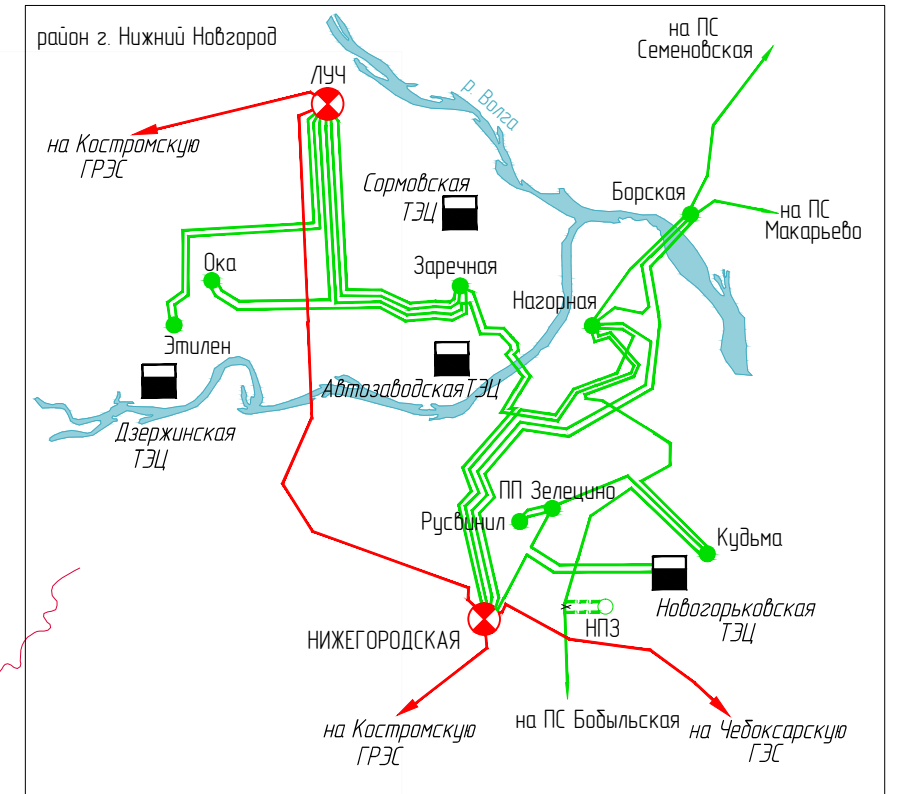 район г. Нижний Новгород
на ПС
Семеновская
ЛУЧ
р. Волга
на Костромскую
ГРЭС
Сормовская
ТЭЦ
Борская
на ПС
Макарьево
Ока
Заречная
Нагорная
Этилен
Автозаводская ТЭЦ
Дзержинская
ТЭЦ
ПП Зелецино
Русвинил
Кудьма
Новогорьковская
ТЭЦ
НПЗ
НИЖЕГОРОДСКАЯ
на Костромскую
ГРЭС
на ПС Бобыльская
на Чебоксарскую
ГЭС